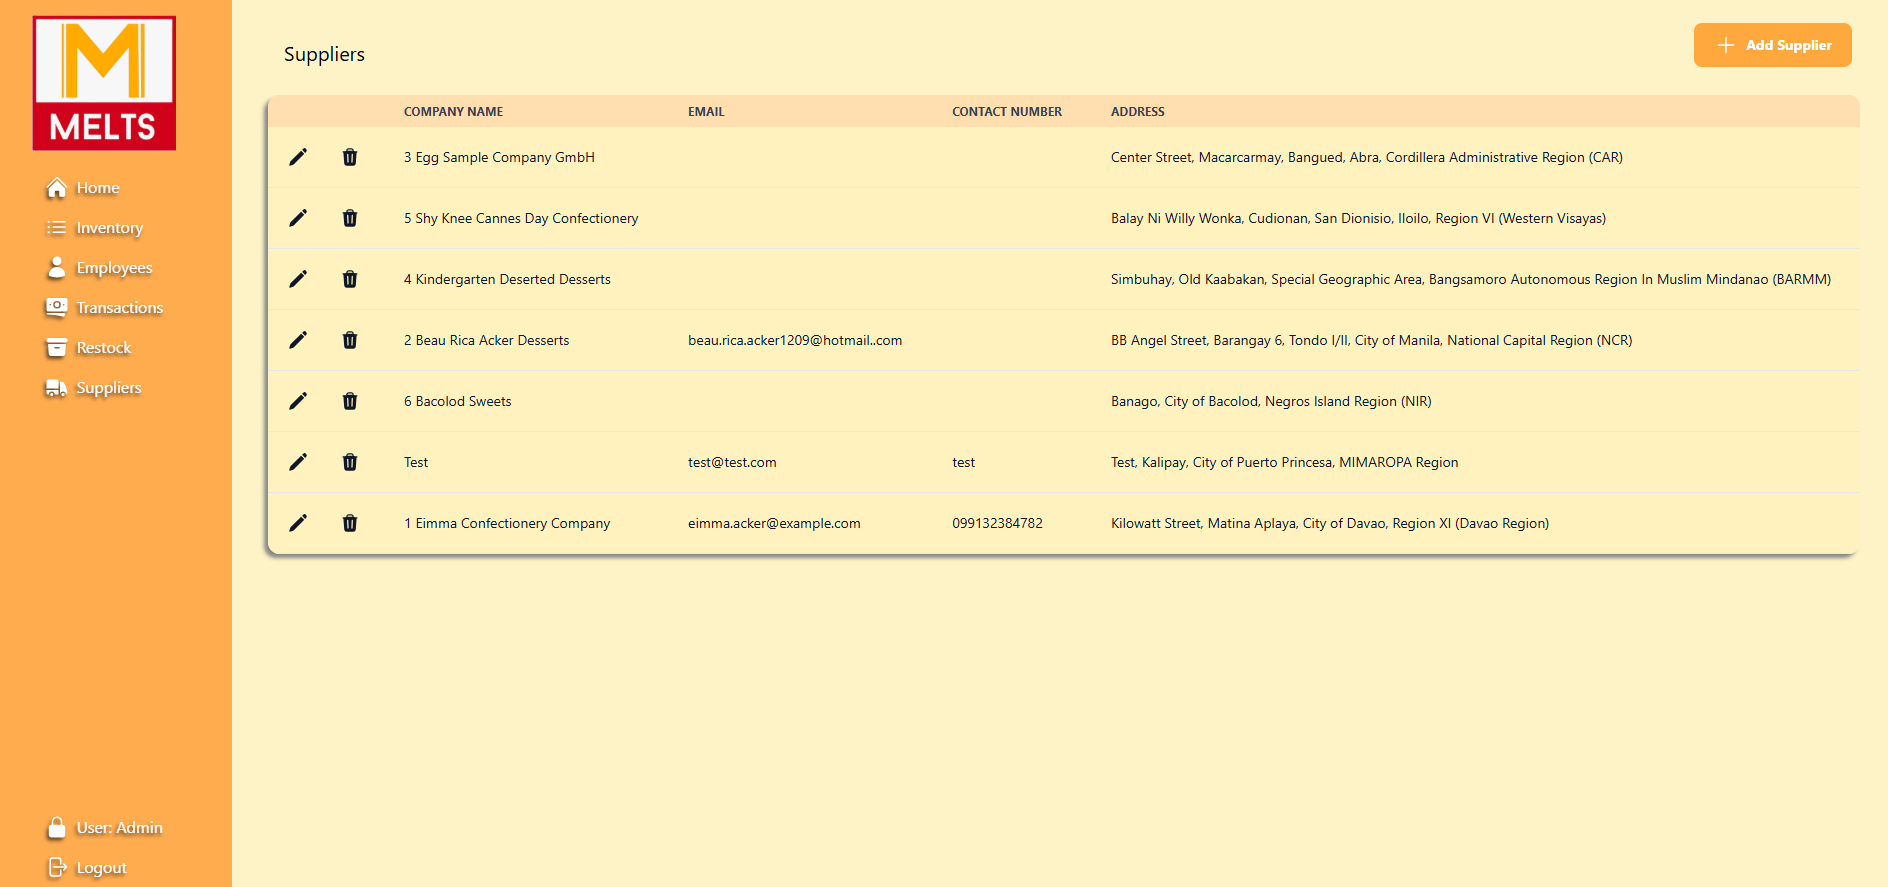 M
MELTS
Home
Inventory
Employees
Transactions
Restock
Suppliers
User: Admin
Logout
Suppliers
Add Supplier
COMPANY NAME EMAIL CONTACT NUMBER ADDRESS
3 Egg Sample Company GmbH Center Street, Macarcarmay, Bangued, Abra, Cordillera Administrative Region (CAR)
5 Shy Knee Cannes Day Confectionery Balay Ni Willy Wonka, Cudionan, San Dionisio, Iloilo, Region VI (Western Visayas)
4 Kindergarten Deserted Desserts Simbuhay, Old Kaabakan, Special Geographic Area, Bangsamoro Autonomous Region In Muslim Mindanao (BARMM)
2 Beau Rica Acker Desserts beau.rica.acker1209@hotmail..com BB Angel Street, Barangay 6, Tondo I/II, City of Manila, National Capital Region (NCR)
6 Bacolod Sweets Banago, City of Bacolod, Negros Island Region (NIR)
Test test@test.com test Test, Kalipay, City of Puerto Princesa, MIMAROPA Region
1 Eimma Confectionery Company eimma.acker@example.com 099132384782 Kilowatt Street, Matina Aplaya, City of Davao, Region XI (Davao Region)